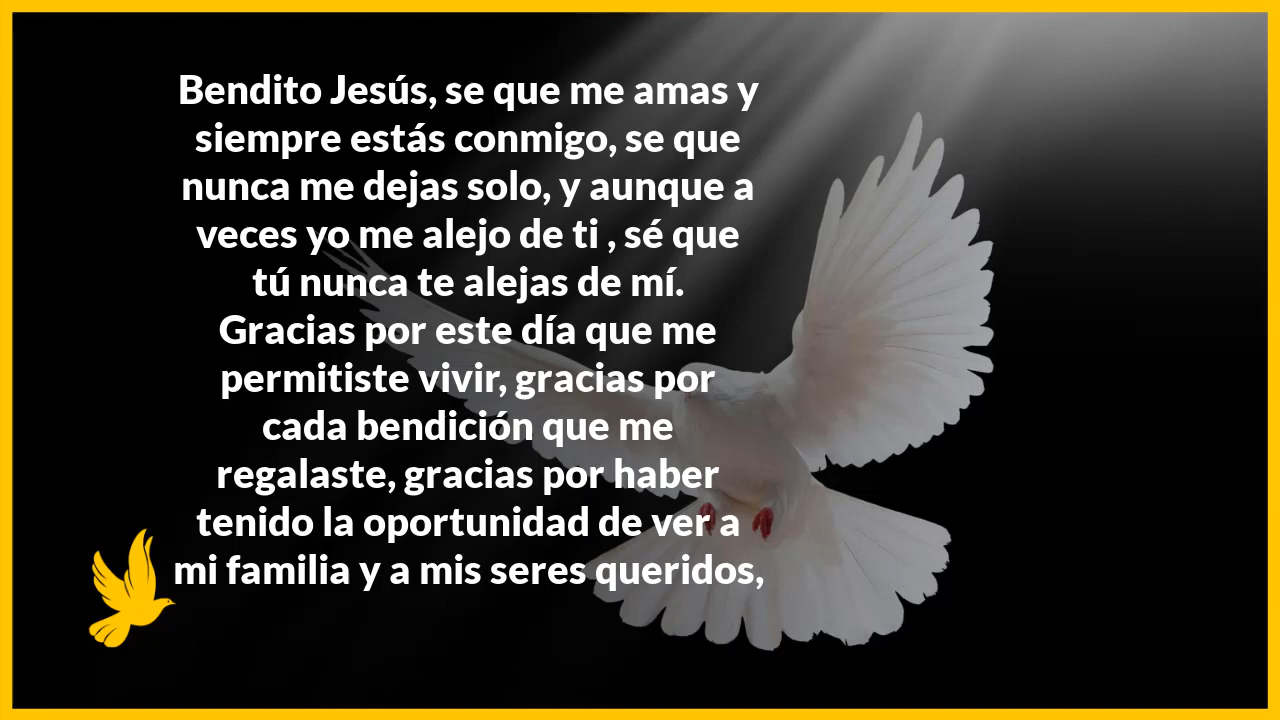 Bendito Jesús, se que me amas y
siempre estás conmigo, se que
nunca me dejas solo, y aunque a
veces yo me alejo de ti , sé que
tú nunca te alejas de mí.
Gracias por este día que me
permitiste vivir, gracias por
cada bendición que me
regalaste, gracias por haber
tenido la oportunidad de ver a
mi familia y a mis seres queridos,